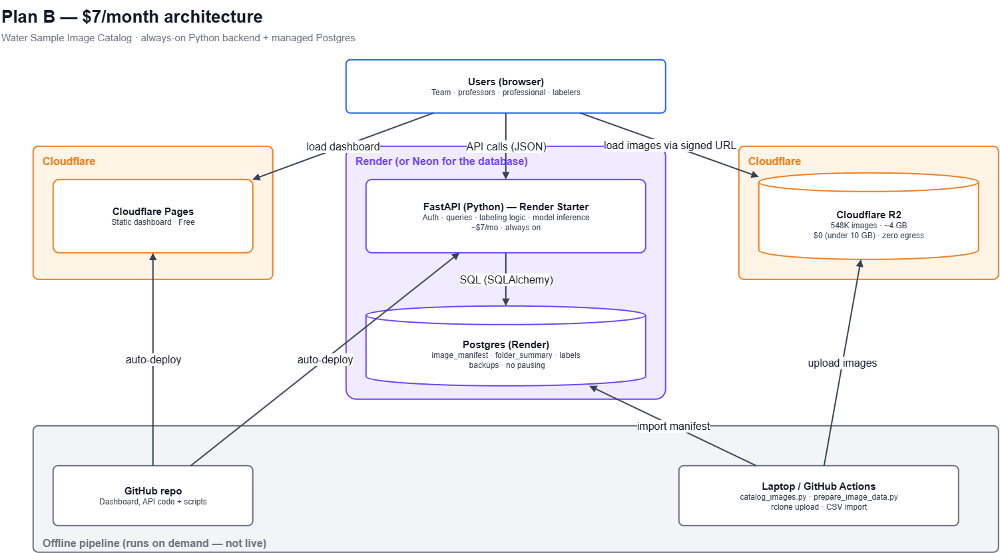 Plan B — $7/month architecture
Water Sample Image Catalog · always-on Python backend + managed Postgres
Users (browser)
Team · professors · professional · labelers
load dashboard
API calls (JSON)
load images via signed URL
Cloudflare
Render (or Neon for the database)
Cloudflare
Cloudflare Pages
Static dashboard · Free
FastAPI (Python) — Render Starter
Auth · queries · labeling logic · model inference
~$7/mo · always on
Cloudflare R2
548K images · ~4 GB
$0 (under 10 GB) · zero egress
SQL (SQLAlchemy)
Postgres (Render)
image_manifest · folder_summary · labels
backups · no pausing
auto-deploy
auto-deploy
upload images
import manifest
GitHub repo
Dashboard, API code + scripts
Laptop / GitHub Actions
catalog_images.py · prepare_image_data.py
rclone upload · CSV import
Offline pipeline (runs on demand — not live)